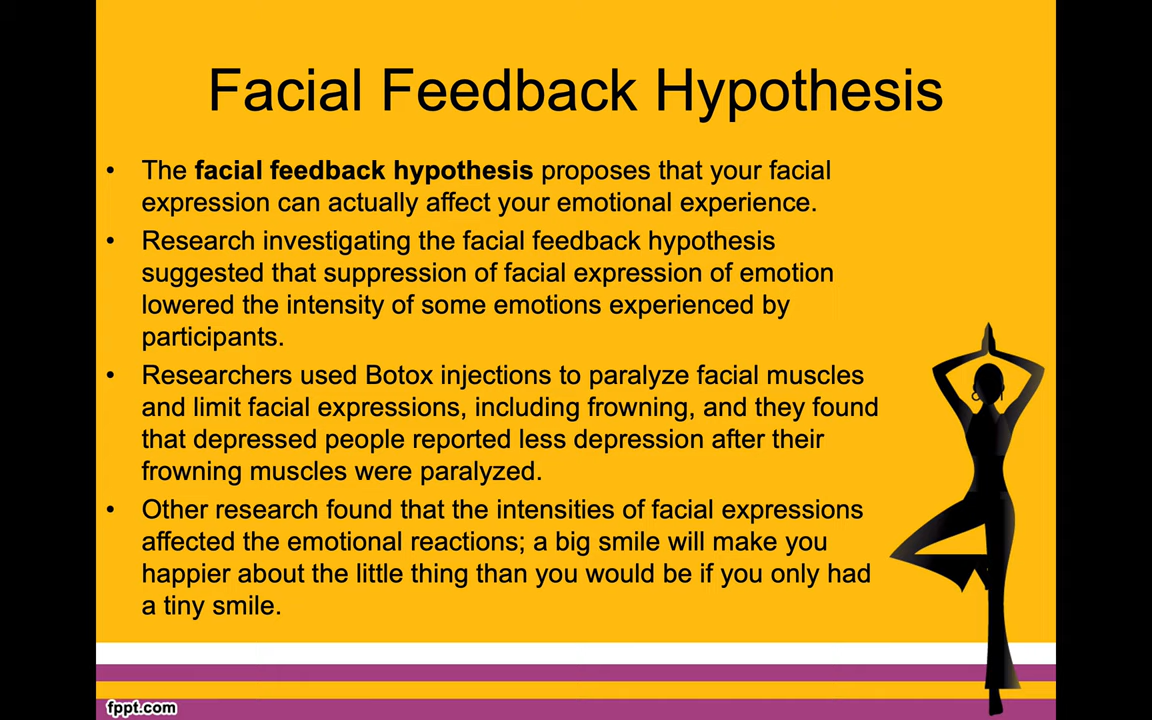 Facial Feedback Hypothesis
• The facial feedback hypothesis proposes that your facial
expression can actually affect your emotional experience.
• Research investigating the facial feedback hypothesis
suggested that suppression of facial expression of emotion
lowered the intensity of some emotions experienced by
participants.
• Researchers used Botox injections to paralyze facial muscles
and limit facial expressions, including frowning, and they found
that depressed people reported less depression after their
frowning muscles were paralyzed.
• Other research found that the intensities of facial expressions
affected the emotional reactions; a big smile will make you
happier about the little thing than you would be if you only had
a tiny smile.
fppt.com